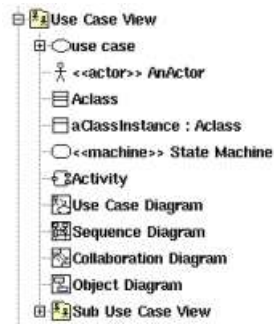 Use Case View
use case
<<actor>> AnActor
Aclass
aClassInstance : Aclass
<<machine>> State Machine
Activity
Use Case Diagram
Sequence Diagram
Collaboration Diagram
Object Diagram
Sub Use Case View